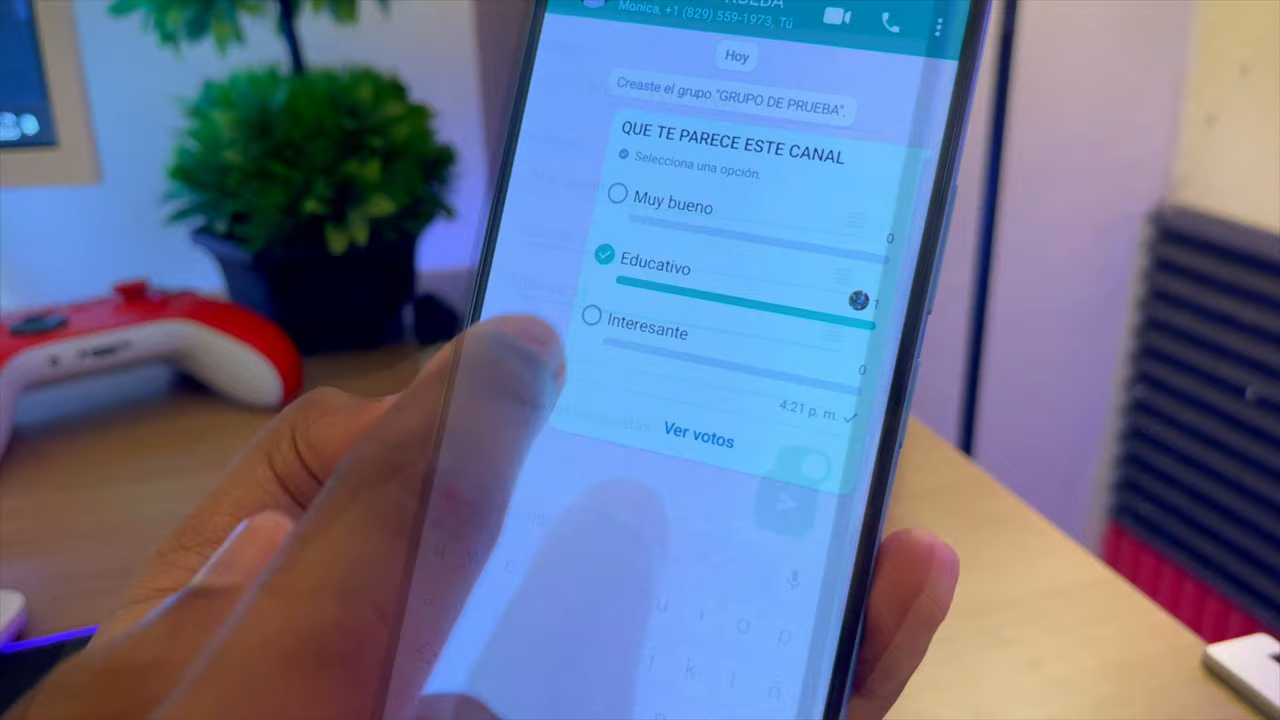 PRUEBA
Monica, +1 (829) 559-1973, Tú
Hoy
Creaste el grupo "GRUPO DE PRUEBA".
QUE TE PARECE ESTE CANAL
Selecciona una opción.
Muy bueno
0
Educativo
1
Interesante
0
4:21 p. m.
Ver votos
u i o p
j k l ñ